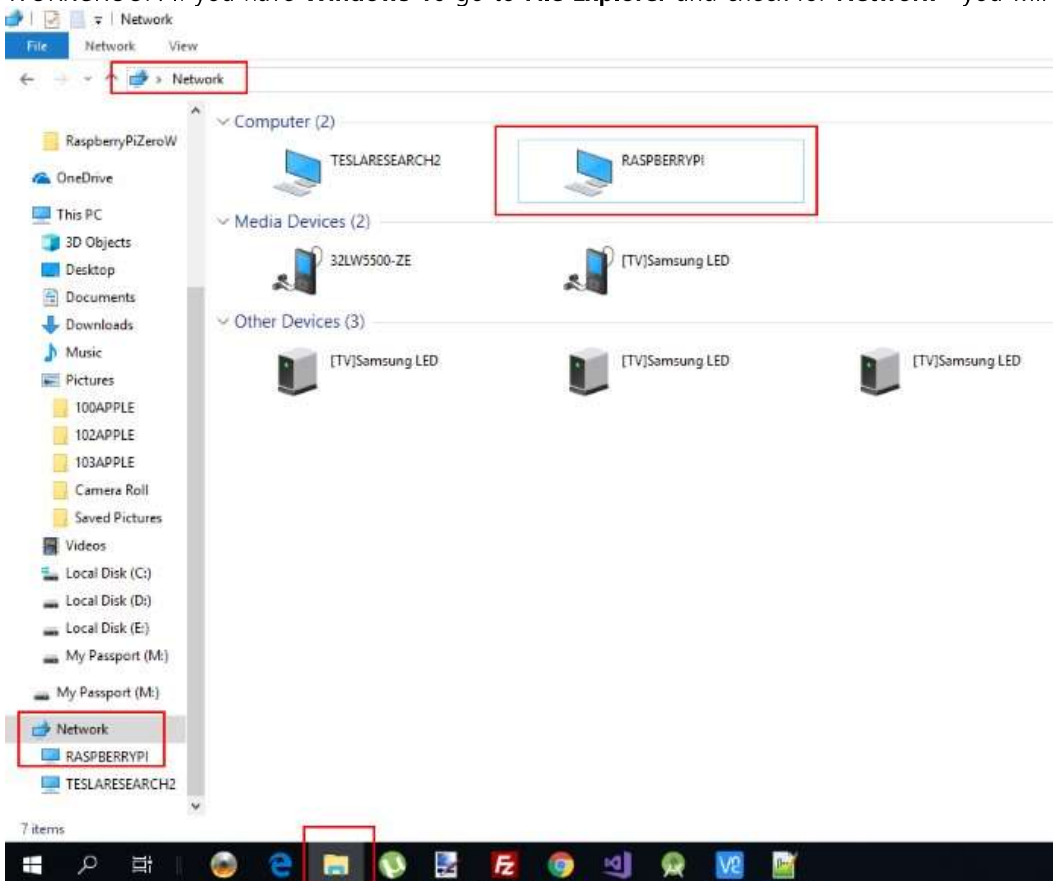 Network
File Network View
Network
RaspberryPiZeroW
OneDrive
This PC
3D Objects
Desktop
Documents
Downloads
Music
Pictures
100APPLE
102APPLE
103APPLE
Camera Roll
Saved Pictures
Videos
Local Disk (C:)
Local Disk (D:)
Local Disk (E:)
My Passport (M:)
My Passport (M:)
Network
RASPBERRYPI
TESLARESEARCH2
7 items
Computer (2)
TESLARESEARCH2
RASPBERRYPI
Media Devices (2)
32LW5500-ZE
[TV]Samsung LED
Other Devices (3)
[TV]Samsung LED
[TV]Samsung LED
[TV]Samsung LED